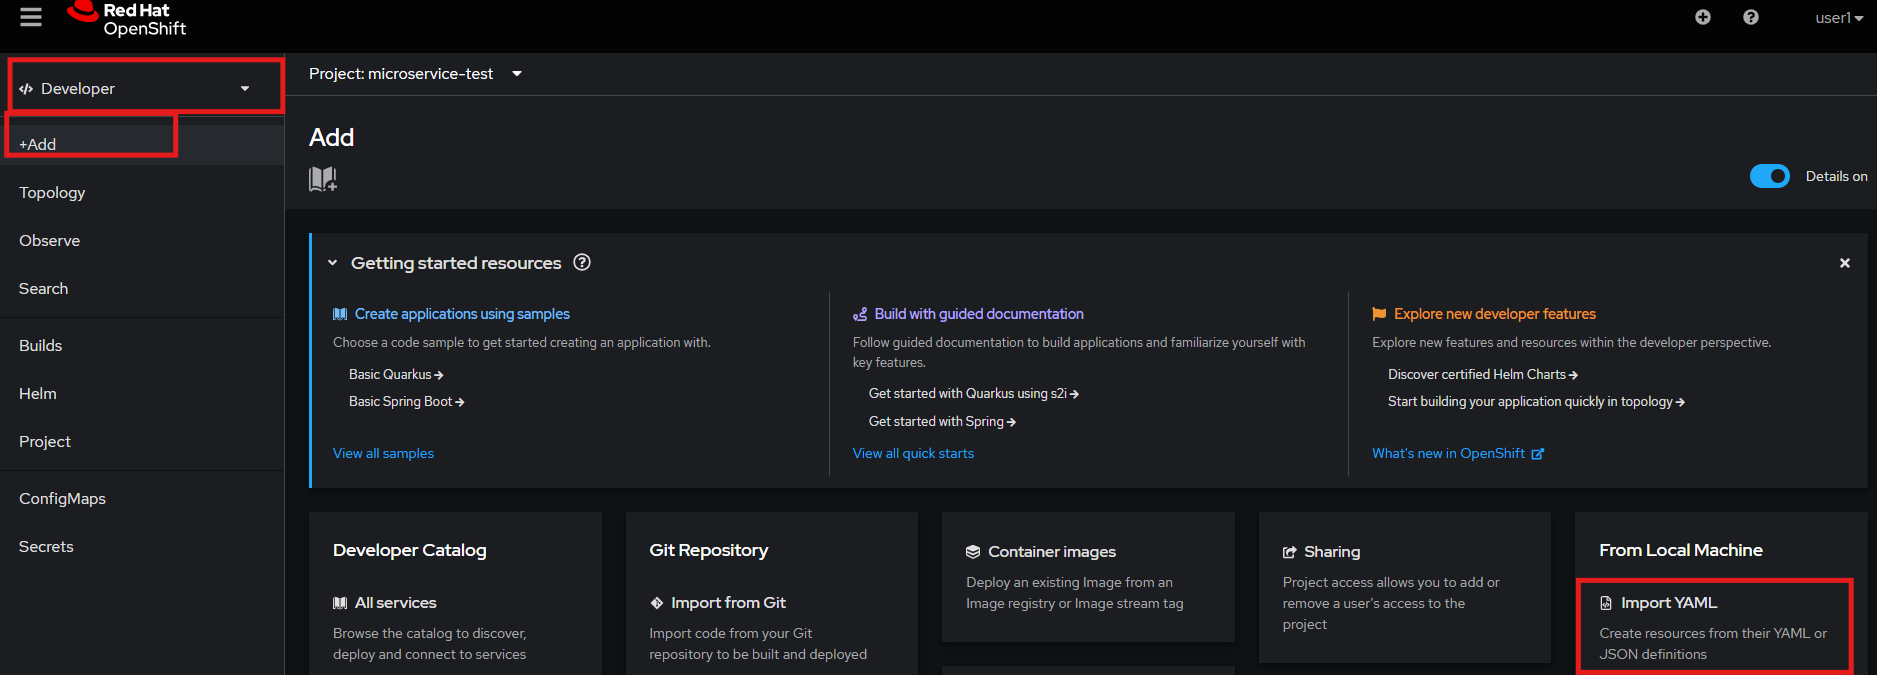 Red Hat
OpenShift
user1
Developer
+Add
Topology
Observe
Search
Builds
Helm
Project
ConfigMaps
Secrets
Project: microservice-test
Add
Details on
Getting started resources
Create applications using samples
Choose a code sample to get started creating an application with.
Basic Quarkus
Basic Spring Boot
View all samples
Build with guided documentation
Follow guided documentation to build applications and familiarize yourself with
key features.
Get started with Quarkus using s2i
Get started with Spring
View all quick starts
Explore new developer features
Explore new features and resources within the developer perspective.
Discover certified Helm Charts
Start building your application quickly in topology
What's new in OpenShift
Developer Catalog
All services
Browse the catalog to discover,
deploy and connect to services
Git Repository
Import from Git
Import code from your Git
repository to be built and deployed
Container images
Deploy an existing Image from an
Image registry or Image stream tag
Sharing
Project access allows you to add or
remove a user's access to the
project
From Local Machine
Import YAML
Create resources from their YAML or
JSON definitions